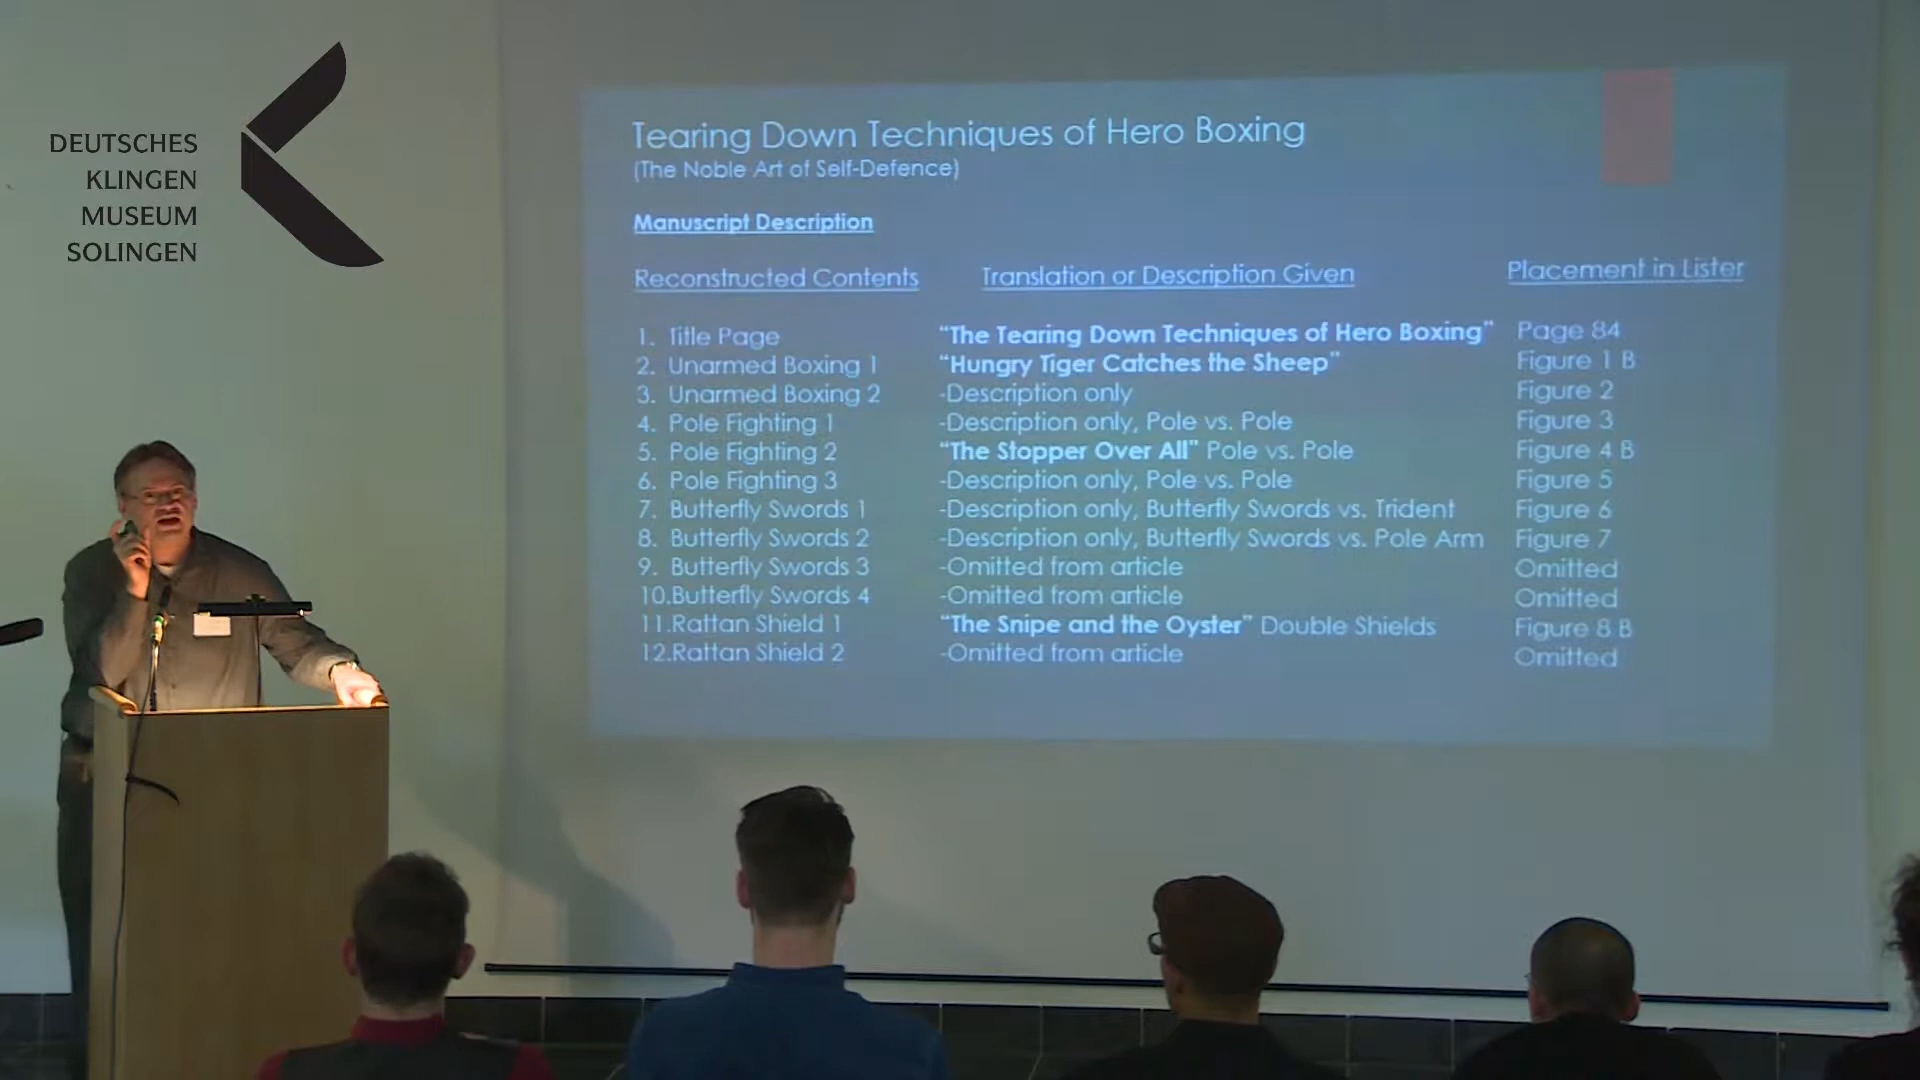 DEUTSCHES
KLINGEN
MUSEUM
SOLINGEN
Tearing Down Techniques of Hero Boxing
(The Noble Art of Self-Defence)
Manuscript Description
Reconstructed Contents Translation or Description Given Placement in Lister
1. Title Page "The Tearing Down Techniques of Hero Boxing" Page 84
2. Unarmed Boxing 1 "Hungry Tiger Catches the Sheep" Figure 1 B
3. Unarmed Boxing 2 -Description only Figure 2
4. Pole Fighting 1 -Description only, Pole vs. Pole Figure 3
5. Pole Fighting 2 "The Stopper Over All" Pole vs. Pole Figure 4 B
6. Pole Fighting 3 -Description only, Pole vs. Pole Figure 5
7. Butterfly Swords 1 -Description only, Butterfly Swords vs. Trident Figure 6
8. Butterfly Swords 2 -Description only, Butterfly Swords vs. Pole Arm Figure 7
9. Butterfly Swords 3 -Omitted from article Omitted
10.Butterfly Swords 4 -Omitted from article Omitted
11.Rattan Shield 1 "The Snipe and the Oyster" Double Shields Figure 8 B
12.Rattan Shield 2 -Omitted from article Omitted